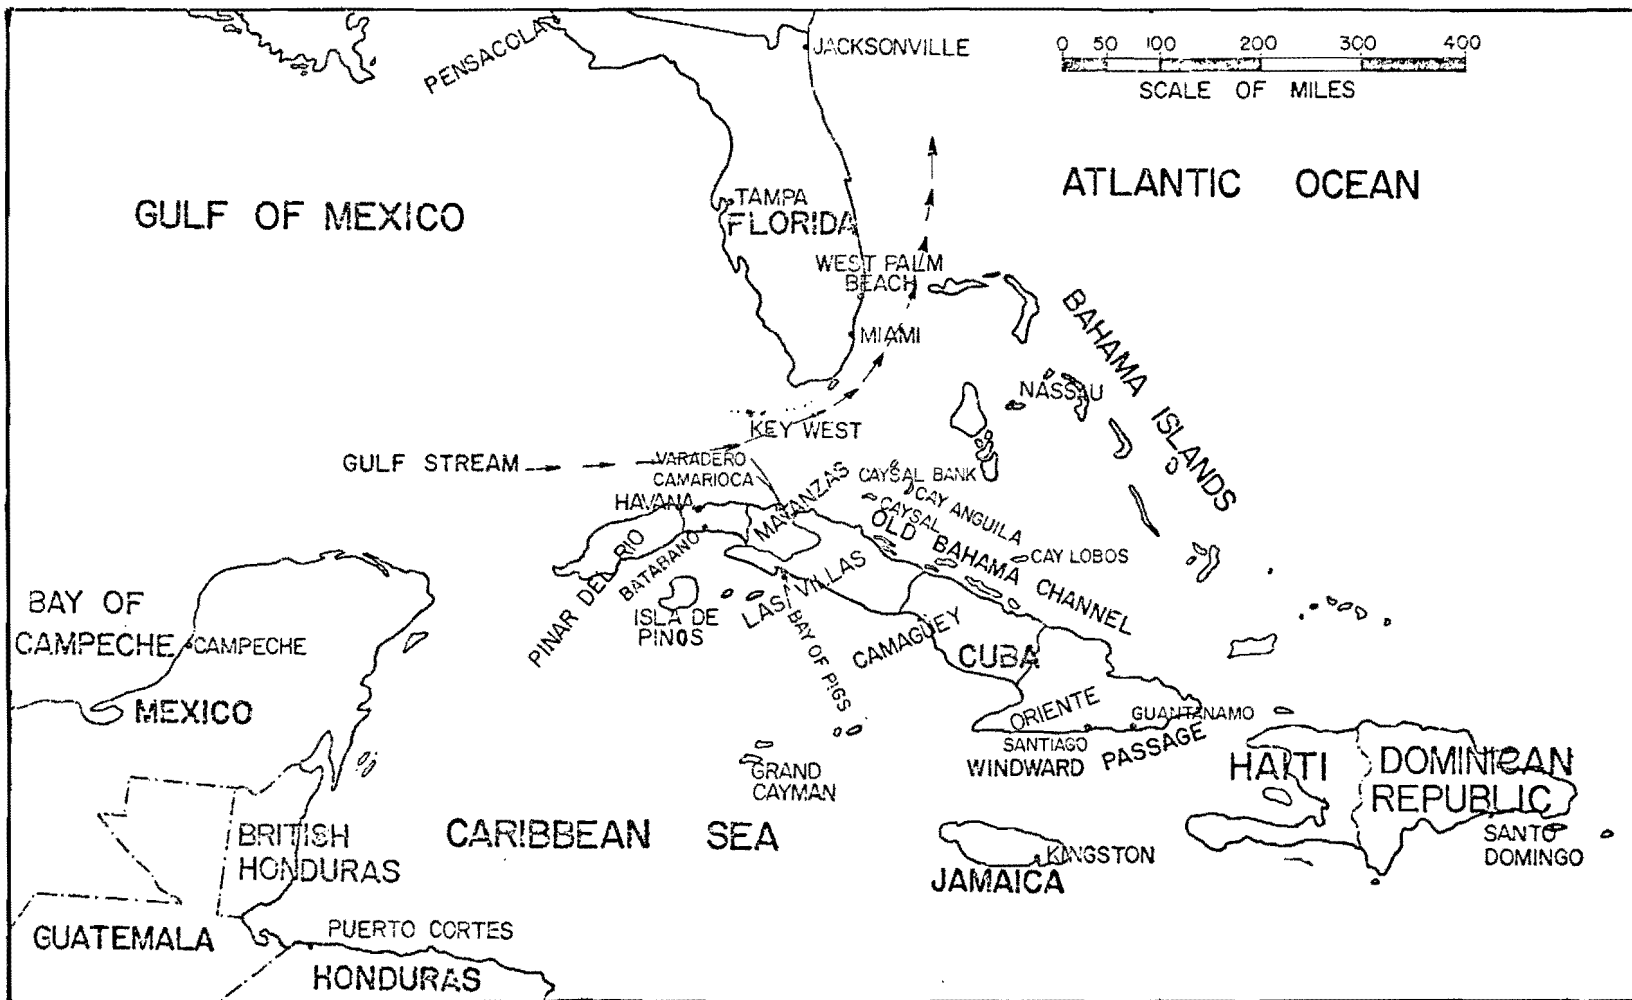 PENSACOLA
JACKSONVILLE
0 50 100 200 300 400
SCALE OF MILES
ATLANTIC OCEAN
GULF OF MEXICO
TAMPA
FLORIDA
WEST PALM
BEACH
MIAMI
BAHAMA ISLANDS
NASSAU
KEY WEST
GULF STREAM
VARADERO
CAMARIOCA
HAVANA
MATANZAS
CAYSAL BANK
CAY ANGUILA
CAYSAL
OLD BAHAMA CHANNEL
CAY LOBOS
PINAR DEL RIO
BATABANO
ISLA DE
PINOS
LAS VILLAS
BAY OF PIGS
CAMAGUEY
CUBA
ORIENTE
GUANTANAMO
SANTIAGO
WINDWARD PASSAGE
BAY OF
CAMPECHE
CAMPECHE
MEXICO
GRAND
CAYMAN
HAITI
DOMINICAN
REPUBLIC
SANTO
DOMINGO
CARIBBEAN SEA
KINGSTON
JAMAICA
BRITISH
HONDURAS
GUATEMALA
PUERTO CORTES
HONDURAS